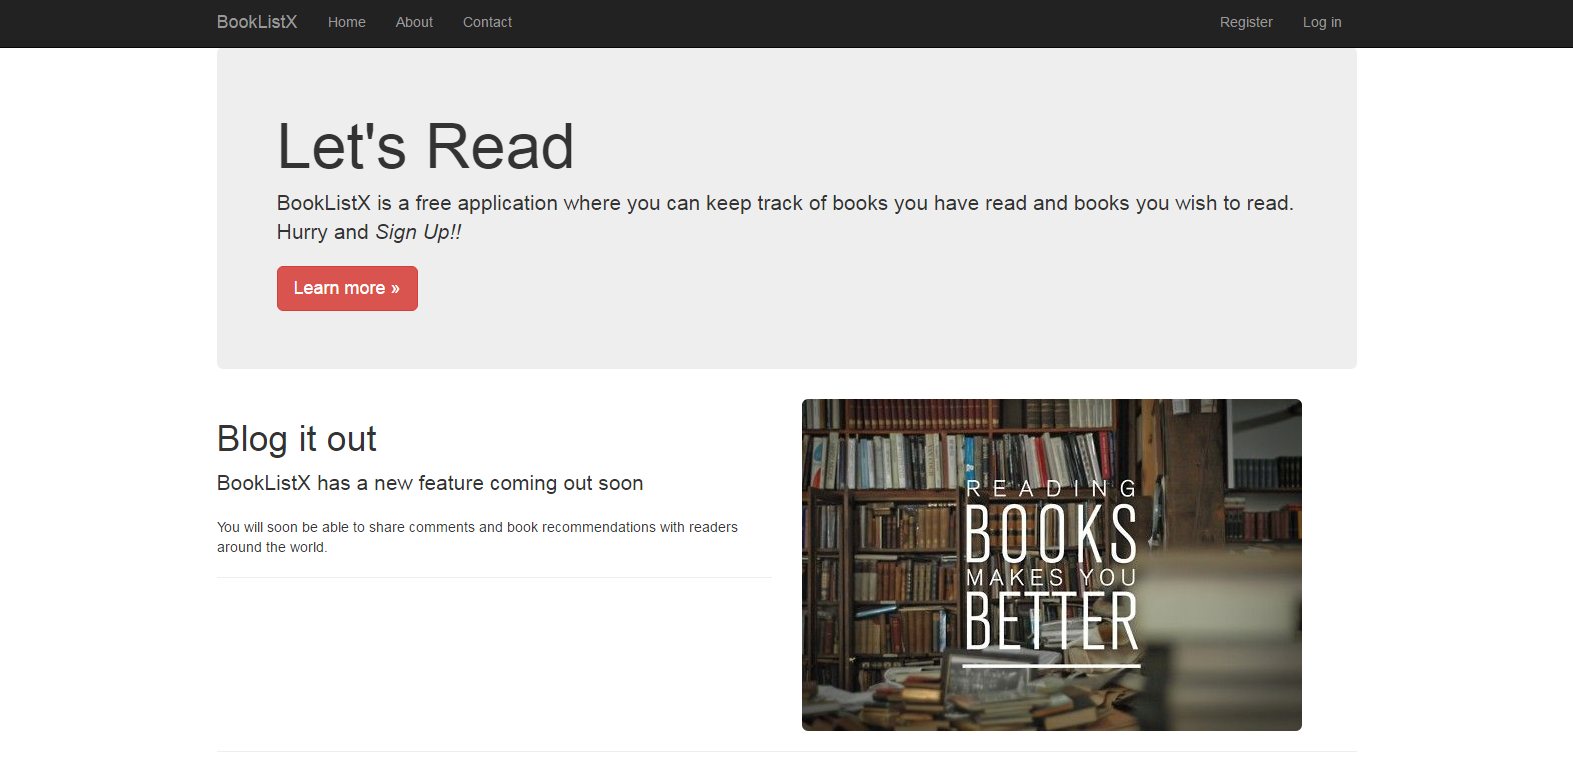 BookListX Home About Contact Register Log in
Let's Read
BookListX is a free application where you can keep track of books you have read and books you wish to read.
Hurry and Sign Up!!
Learn more »
Blog it out
BookListX has a new feature coming out soon
You will soon be able to share comments and book recommendations with readers
around the world.
READING
BOOKS
MAKES YOU
BETTER